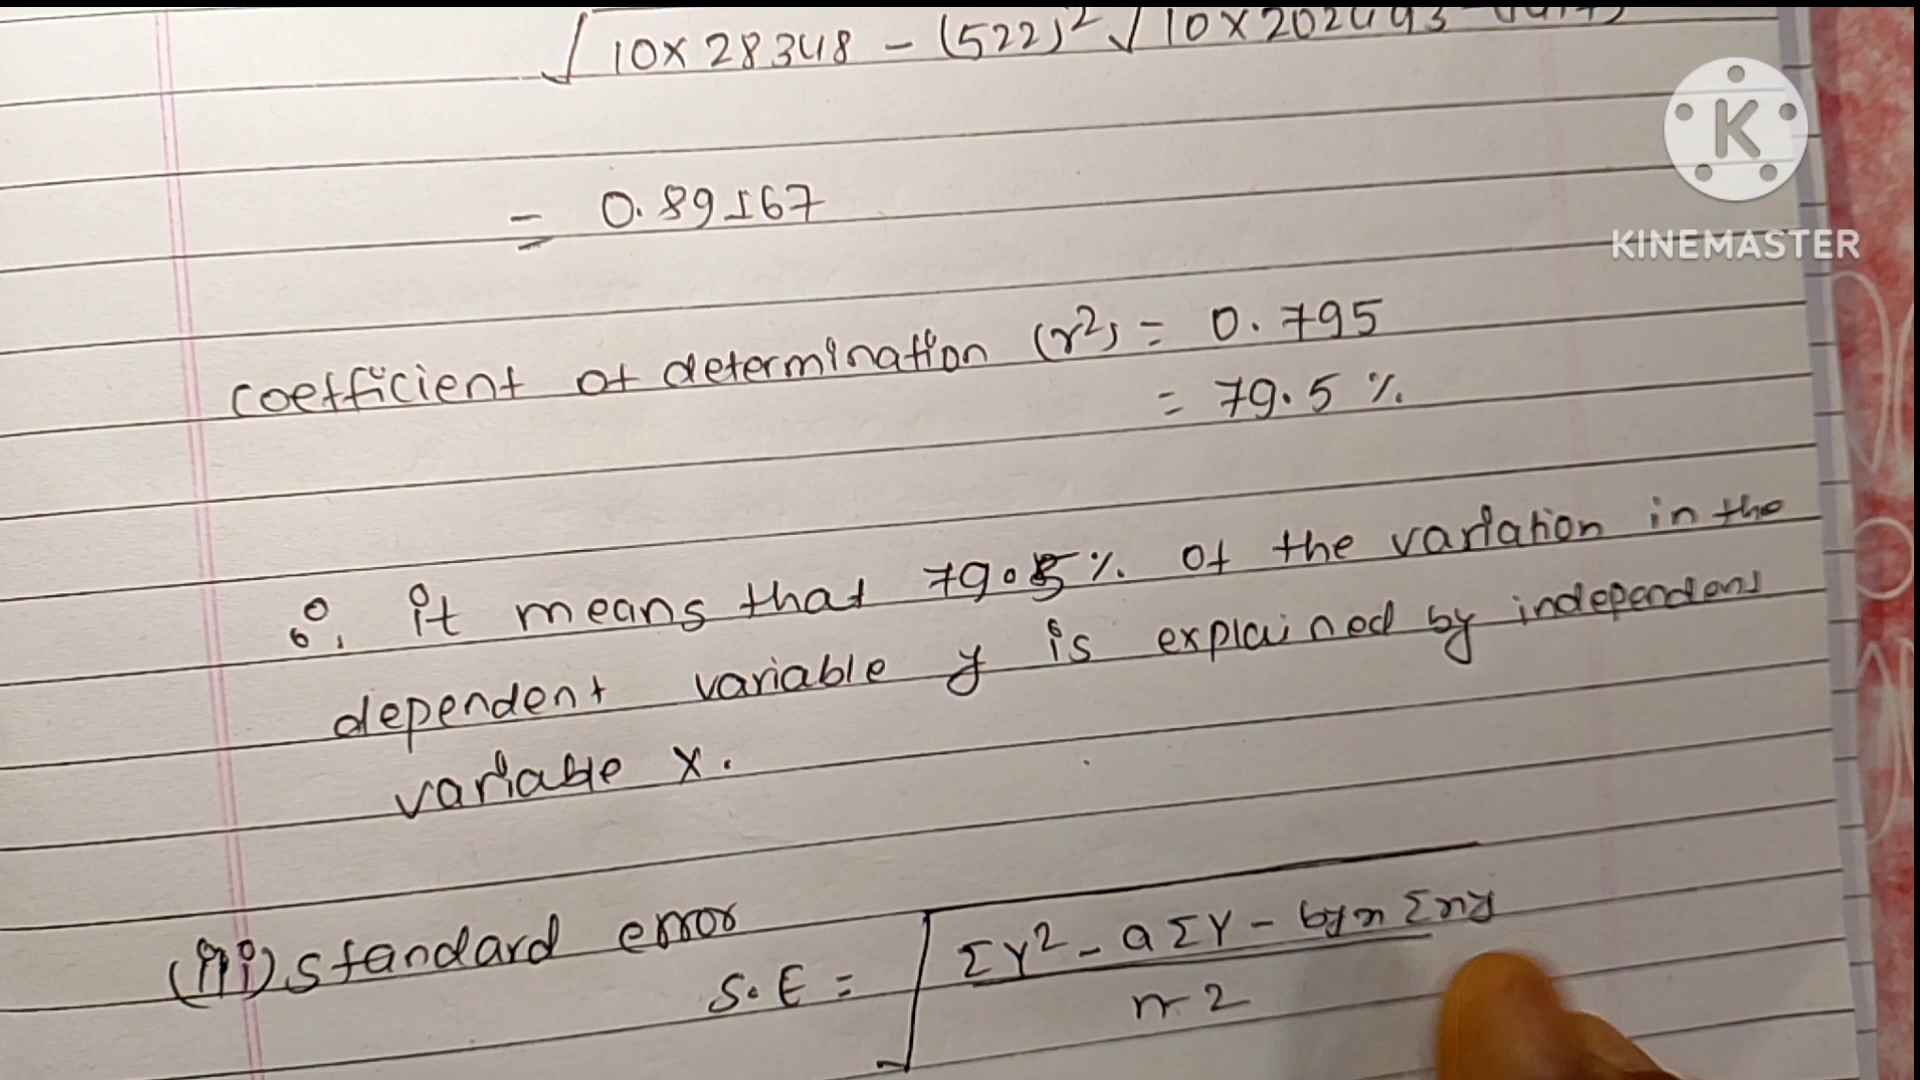 √10×28348 - (522)² √10×202493
= 0.89167
coefficient of determination (r²) = 0.795
= 79.5 %
∴ it means that 79.5% of the variation in the
dependent variable y is explained by independent
variable x.
(iii) standard error
S.E = √ΣY² - aΣY - byx Σxy
n-2
K
KINEMASTER